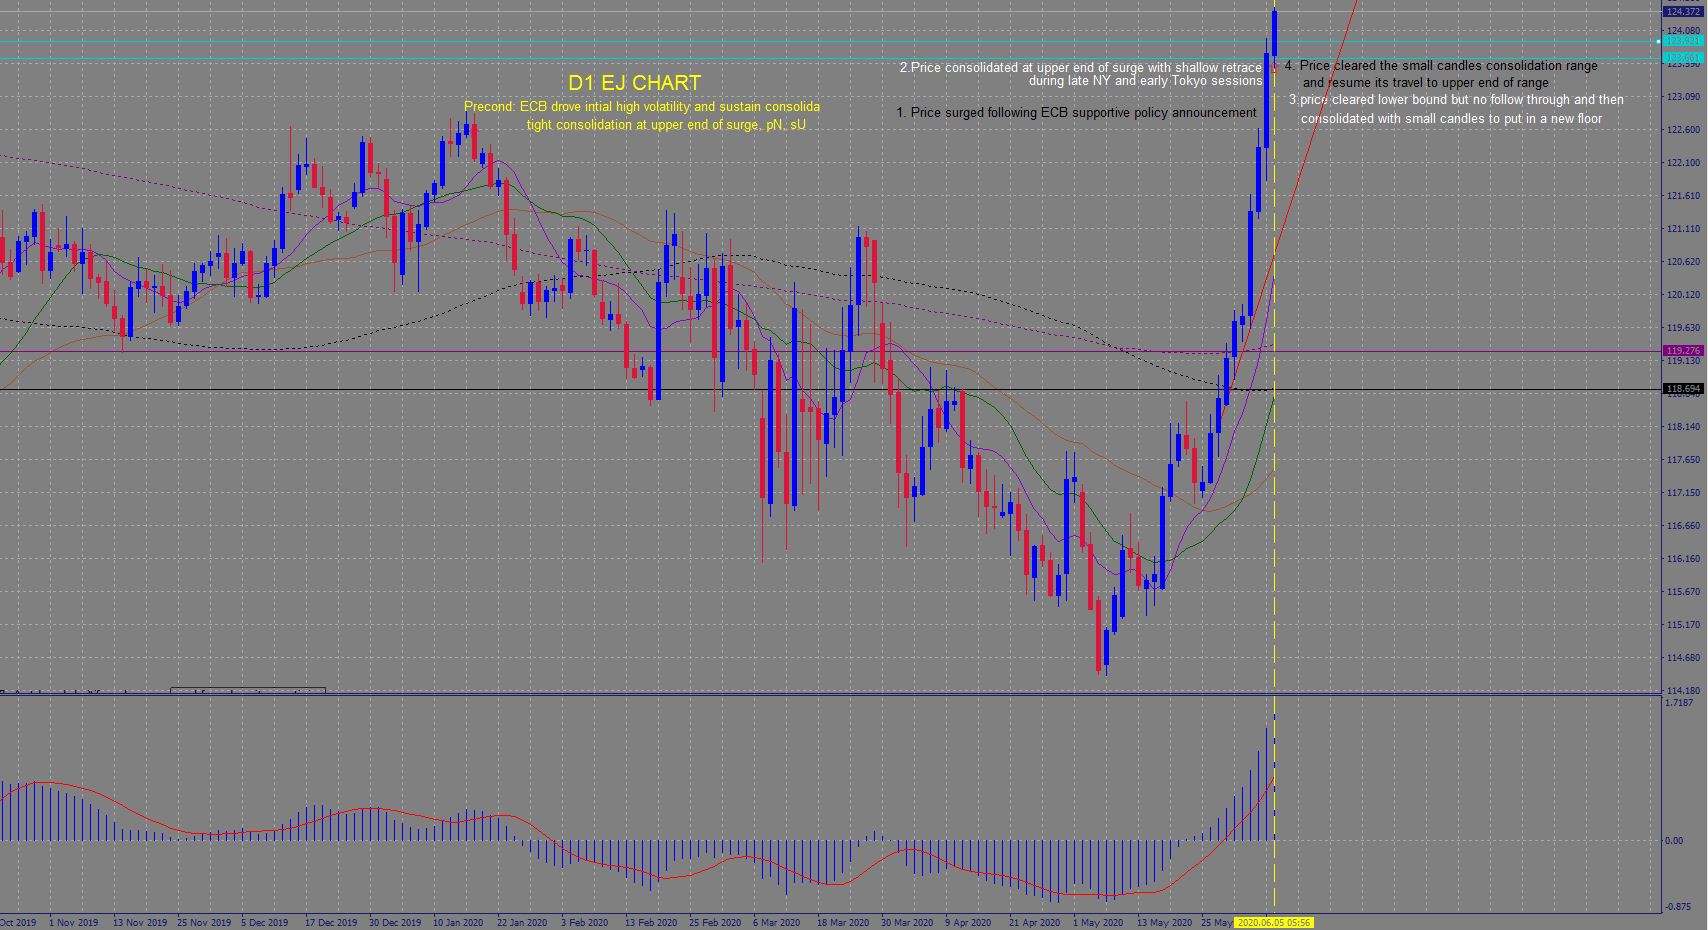 D1 EJ CHART
Precond: ECB drove intial high volatility and sustain consolida
tight consolidation at upper end of surge, pN, sU
2.Price consolidated at upper end of surge with shallow retrace
during late NY and early Tokyo sessions
1. Price surged following ECB supportive policy announcement
4. Price cleared the small candles consolidation range
and resume its travel to upper end of range
3.price cleared lower bound but no follow through and then
consolidated with small candles to put in a new floor
124.372
124.080
123.590
123.090
122.600
122.100
121.610
121.110
120.620
120.120
119.630
119.276
119.130
118.694
118.140
117.650
117.150
116.660
116.160
115.670
115.170
114.680
114.180
1.7187
0.00
-0.875
Oct 2019
1 Nov 2019
13 Nov 2019
25 Nov 2019
5 Dec 2019
17 Dec 2019
30 Dec 2019
10 Jan 2020
22 Jan 2020
3 Feb 2020
13 Feb 2020
25 Feb 2020
6 Mar 2020
18 Mar 2020
30 Mar 2020
9 Apr 2020
21 Apr 2020
1 May 2020
13 May 2020
25 May
2020.06.05 05:56